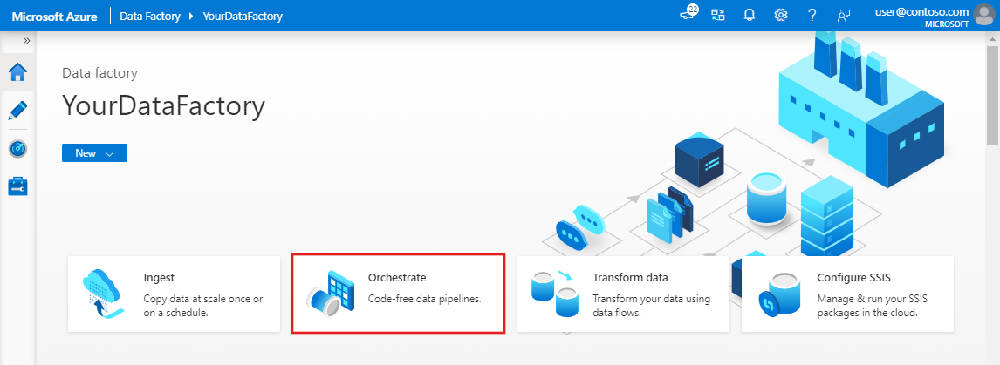 Microsoft Azure
Data Factory
YourDataFactory
22
user@contoso.com
MICROSOFT
Data factory
YourDataFactory
New
Ingest
Copy data at scale once or
on a schedule.
Orchestrate
Code-free data pipelines.
Transform data
Transform your data using
data flows.
Configure SSIS
Manage & run your SSIS
packages in the cloud.